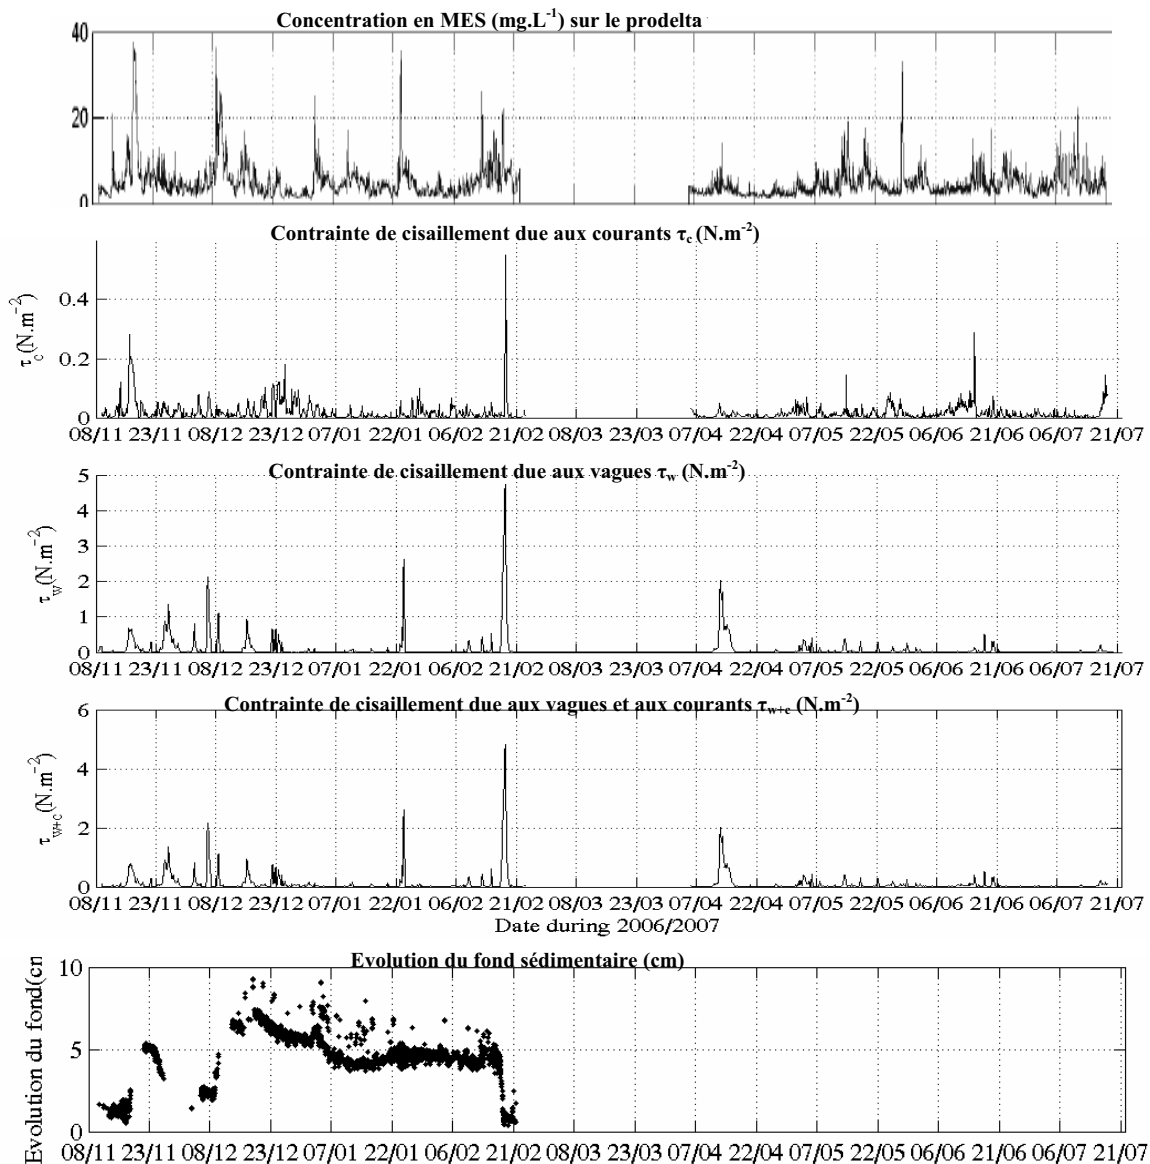 Concentration en MES (mg.L-1) sur le prodelta
40
20
0
Contrainte de cisaillement due aux courants τc (N.m-2)
τc(N.m-2)
0.4
0.2
0
08/11 23/11 08/12 23/12 07/01 22/01 06/02 21/02 08/03 23/03 07/04 22/04 07/05 22/05 06/06 21/06 06/07 21/07
Contrainte de cisaillement due aux vagues τw (N.m-2)
τw(N.m-2)
5
4
3
2
1
0
08/11 23/11 08/12 23/12 07/01 22/01 06/02 21/02 08/03 23/03 07/04 22/04 07/05 22/05 06/06 21/06 06/07 21/07
Contrainte de cisaillement due aux vagues et aux courants τw+c (N.m-2)
τw+c(N.m-2)
6
4
2
0
08/11 23/11 08/12 23/12 07/01 22/01 06/02 21/02 08/03 23/03 07/04 22/04 07/05 22/05 06/06 21/06 06/07 21/07
Date during 2006/2007
Evolution du fond sédimentaire (cm)
Evolution du fond(cm
10
5
0
08/11 23/11 08/12 23/12 07/01 22/01 06/02 21/02 08/03 23/03 07/04 22/04 07/05 22/05 06/06 21/06 06/07 21/07